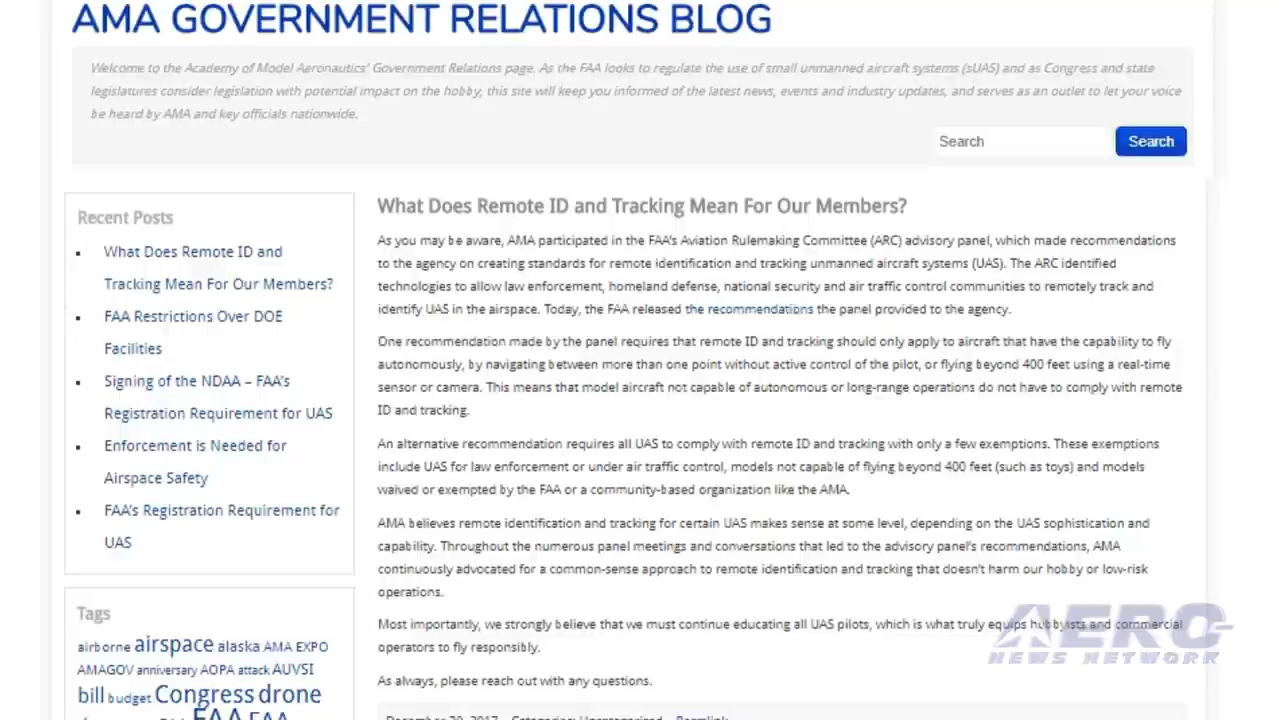 AMA GOVERNMENT RELATIONS BLOG
Welcome to the Academy of Model Aeronautics' Government Relations page. As the FAA looks to regulate the use of small unmanned aircraft systems (sUAS) and as Congress and state
legislatures consider legislation with potential impact on the hobby, this site will keep you informed of the latest news, events and industry updates, and serves as an outlet to let your voice
be heard by AMA and key officials nationwide.
Search
Search
Recent Posts
What Does Remote ID and
Tracking Mean For Our Members?
FAA Restrictions Over DOE
Facilities
Signing of the NDAA – FAA's
Registration Requirement for UAS
Enforcement is Needed for
Airspace Safety
FAA's Registration Requirement for
UAS
Tags
airborne airspace alaska AMA EXPO
AMAGOV anniversary AOPA attack AUVSI
bill budget Congress drone
FAA FAA
What Does Remote ID and Tracking Mean For Our Members?
As you may be aware, AMA participated in the FAA's Aviation Rulemaking Committee (ARC) advisory panel, which made recommendations
to the agency on creating standards for remote identification and tracking unmanned aircraft systems (UAS). The ARC identified
technologies to allow law enforcement, homeland defense, national security and air traffic control communities to remotely track and
identify UAS in the airspace. Today, the FAA released the recommendations the panel provided to the agency.
One recommendation made by the panel requires that remote ID and tracking should only apply to aircraft that have the capability to fly
autonomously, by navigating between more than one point without active control of the pilot, or flying beyond 400 feet using a real-time
sensor or camera. This means that model aircraft not capable of autonomous or long-range operations do not have to comply with remote
ID and tracking.
An alternative recommendation requires all UAS to comply with remote ID and tracking with only a few exemptions. These exemptions
include UAS for law enforcement or under air traffic control, models not capable of flying beyond 400 feet (such as toys) and models
waived or exempted by the FAA or a community-based organization like the AMA.
AMA believes remote identification and tracking for certain UAS makes sense at some level, depending on the UAS sophistication and
capability. Throughout the numerous panel meetings and conversations that led to the advisory panel's recommendations, AMA
continuously advocated for a common-sense approach to remote identification and tracking that doesn't harm our hobby or low-risk
operations.
Most importantly, we strongly believe that we must continue educating all UAS pilots, which is what truly equips hobbyists and commercial
operators to fly responsibly.
As always, please reach out with any questions.
December 20, 2017 Categories: Uncategorized Permalink
AERO
NEWS NETWORK